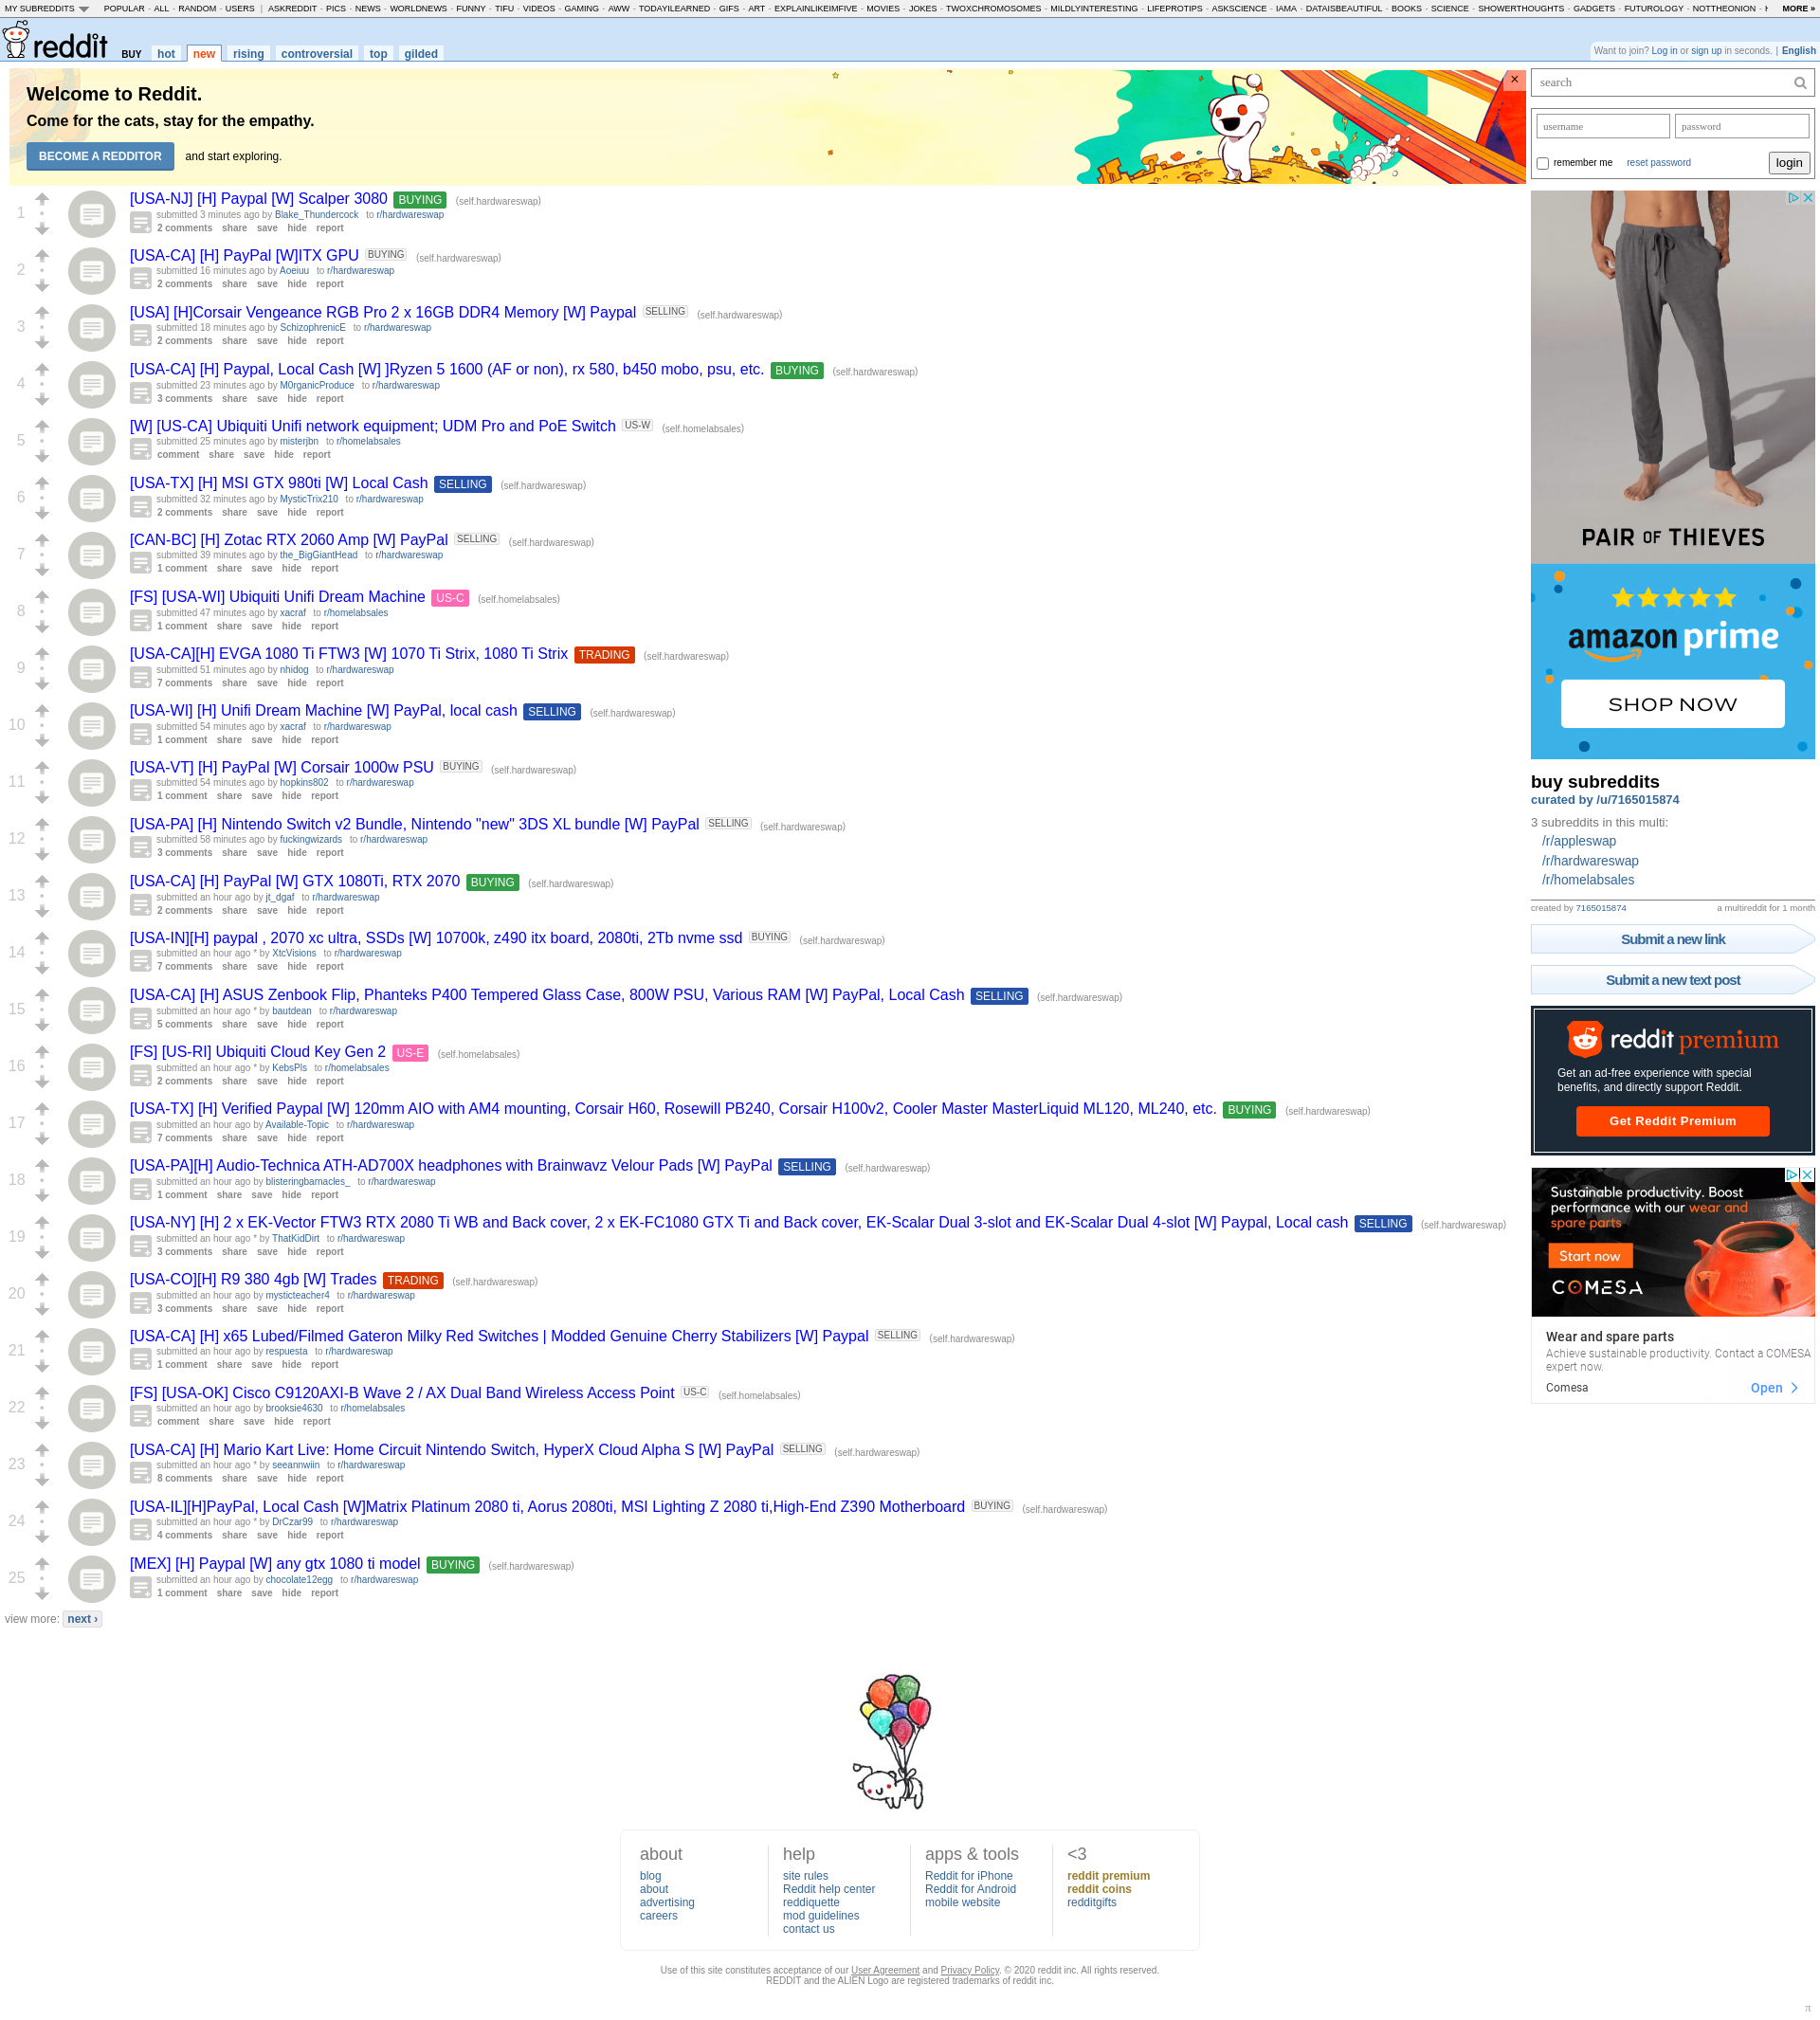 MY SUBREDDITS POPULAR - ALL - RANDOM - USERS | ASKREDDIT - PICS - NEWS - WORLDNEWS - FUNNY - TIFU - VIDEOS - GAMING - AWW - TODAYILEARNED - GIFS - ART - EXPLAINLIKEIMFIVE - MOVIES - JOKES - TWOXCHROMOSOMES - MILDLYINTERESTING - LIFEPROTIPS - ASKSCIENCE - IAMA - DATAISBEAUTIFUL - BOOKS - SCIENCE - SHOWERTHOUGHTS - GADGETS - FUTUROLOGY - NOTTHEONION - MORE »
reddit BUY hot new rising controversial top gilded
Want to join? Log in or sign up in seconds. | English
Welcome to Reddit.
Come for the cats, stay for the empathy.
BECOME A REDDITOR and start exploring.
×
1
[USA-NJ] [H] Paypal [W] Scalper 3080 BUYING (self.hardwareswap)
submitted 3 minutes ago by Blake_Thundercock to r/hardwareswap
2 comments share save hide report
2
[USA-CA] [H] PayPal [W]ITX GPU BUYING (self.hardwareswap)
submitted 16 minutes ago by Aoeiuu to r/hardwareswap
2 comments share save hide report
3
[USA] [H]Corsair Vengeance RGB Pro 2 x 16GB DDR4 Memory [W] Paypal SELLING (self.hardwareswap)
submitted 18 minutes ago by SchizophrenicE to r/hardwareswap
2 comments share save hide report
4
[USA-CA] [H] Paypal, Local Cash [W] ]Ryzen 5 1600 (AF or non), rx 580, b450 mobo, psu, etc. BUYING (self.hardwareswap)
submitted 23 minutes ago by M0rganicProduce to r/hardwareswap
3 comments share save hide report
5
[W] [US-CA] Ubiquiti Unifi network equipment; UDM Pro and PoE Switch US-W (self.homelabsales)
submitted 25 minutes ago by misterjbn to r/homelabsales
comment share save hide report
6
[USA-TX] [H] MSI GTX 980ti [W] Local Cash SELLING (self.hardwareswap)
submitted 32 minutes ago by MysticTrix210 to r/hardwareswap
2 comments share save hide report
7
[CAN-BC] [H] Zotac RTX 2060 Amp [W] PayPal SELLING (self.hardwareswap)
submitted 39 minutes ago by the_BigGiantHead to r/hardwareswap
1 comment share save hide report
8
[FS] [USA-WI] Ubiquiti Unifi Dream Machine US-C (self.homelabsales)
submitted 47 minutes ago by xacraf to r/homelabsales
1 comment share save hide report
9
[USA-CA][H] EVGA 1080 Ti FTW3 [W] 1070 Ti Strix, 1080 Ti Strix TRADING (self.hardwareswap)
submitted 51 minutes ago by nhidog to r/hardwareswap
7 comments share save hide report
10
[USA-WI] [H] Unifi Dream Machine [W] PayPal, local cash SELLING (self.hardwareswap)
submitted 54 minutes ago by xacraf to r/hardwareswap
1 comment share save hide report
11
[USA-VT] [H] PayPal [W] Corsair 1000w PSU BUYING (self.hardwareswap)
submitted 54 minutes ago by hopkins802 to r/hardwareswap
1 comment share save hide report
12
[USA-PA] [H] Nintendo Switch v2 Bundle, Nintendo "new" 3DS XL bundle [W] PayPal SELLING (self.hardwareswap)
submitted 58 minutes ago by fuckingwizards to r/hardwareswap
3 comments share save hide report
13
[USA-CA] [H] PayPal [W] GTX 1080Ti, RTX 2070 BUYING (self.hardwareswap)
submitted an hour ago by jt_dgaf to r/hardwareswap
2 comments share save hide report
14
[USA-IN][H] paypal , 2070 xc ultra, SSDs [W] 10700k, z490 itx board, 2080ti, 2Tb nvme ssd BUYING (self.hardwareswap)
submitted an hour ago * by XtcVisions to r/hardwareswap
7 comments share save hide report
15
[USA-CA] [H] ASUS Zenbook Flip, Phanteks P400 Tempered Glass Case, 800W PSU, Various RAM [W] PayPal, Local Cash SELLING (self.hardwareswap)
submitted an hour ago * by bautdean to r/hardwareswap
5 comments share save hide report
16
[FS] [US-RI] Ubiquiti Cloud Key Gen 2 US-E (self.homelabsales)
submitted an hour ago * by KebsPls to r/homelabsales
2 comments share save hide report
17
[USA-TX] [H] Verified Paypal [W] 120mm AIO with AM4 mounting, Corsair H60, Rosewill PB240, Corsair H100v2, Cooler Master MasterLiquid ML120, ML240, etc. BUYING (self.hardwareswap)
submitted an hour ago by Available-Topic to r/hardwareswap
7 comments share save hide report
18
[USA-PA][H] Audio-Technica ATH-AD700X headphones with Brainwavz Velour Pads [W] PayPal SELLING (self.hardwareswap)
submitted an hour ago by blisteringbarnacles_ to r/hardwareswap
1 comment share save hide report
19
[USA-NY] [H] 2 x EK-Vector FTW3 RTX 2080 Ti WB and Back cover, 2 x EK-FC1080 GTX Ti and Back cover, EK-Scalar Dual 3-slot and EK-Scalar Dual 4-slot [W] Paypal, Local cash SELLING (self.hardwareswap)
submitted an hour ago * by ThatKidDirt to r/hardwareswap
3 comments share save hide report
20
[USA-CO][H] R9 380 4gb [W] Trades TRADING (self.hardwareswap)
submitted an hour ago by mysticteacher4 to r/hardwareswap
3 comments share save hide report
21
[USA-CA] [H] x65 Lubed/Filmed Gateron Milky Red Switches | Modded Genuine Cherry Stabilizers [W] Paypal SELLING (self.hardwareswap)
submitted an hour ago by respuesta to r/hardwareswap
1 comment share save hide report
22
[FS] [USA-OK] Cisco C9120AXI-B Wave 2 / AX Dual Band Wireless Access Point US-C (self.homelabsales)
submitted an hour ago by brooksie4630 to r/homelabsales
comment share save hide report
23
[USA-CA] [H] Mario Kart Live: Home Circuit Nintendo Switch, HyperX Cloud Alpha S [W] PayPal SELLING (self.hardwareswap)
submitted an hour ago * by seeannwiin to r/hardwareswap
8 comments share save hide report
24
[USA-IL][H]PayPal, Local Cash [W]Matrix Platinum 2080 ti, Aorus 2080ti, MSI Lighting Z 2080 ti,High-End Z390 Motherboard BUYING (self.hardwareswap)
submitted an hour ago * by DrCzar99 to r/hardwareswap
4 comments share save hide report
25
[MEX] [H] Paypal [W] any gtx 1080 ti model BUYING (self.hardwareswap)
submitted an hour ago by chocolate12egg to r/hardwareswap
1 comment share save hide report
view more: next ›
search
username password
remember me reset password login
PAIR OF THIEVES
amazon prime
SHOP NOW
buy subreddits
curated by /u/7165015874
3 subreddits in this multi:
/r/appleswap
/r/hardwareswap
/r/homelabsales
created by 7165015874 a multireddit for 1 month
Submit a new link
Submit a new text post
reddit premium
Get an ad-free experience with special
benefits, and directly support Reddit.
Get Reddit Premium
Sustainable productivity. Boost
performance with our wear and
spare parts
Start now
COMESA
Wear and spare parts
Achieve sustainable productivity. Contact a COMESA
expert now.
Comesa Open
about
blog
about
advertising
careers
help
site rules
Reddit help center
reddiquette
mod guidelines
contact us
apps & tools
Reddit for iPhone
Reddit for Android
mobile website
<3
reddit premium
reddit coins
redditgifts
Use of this site constitutes acceptance of our User Agreement and Privacy Policy. © 2020 reddit inc. All rights reserved.
REDDIT and the ALIEN Logo are registered trademarks of reddit inc.
π